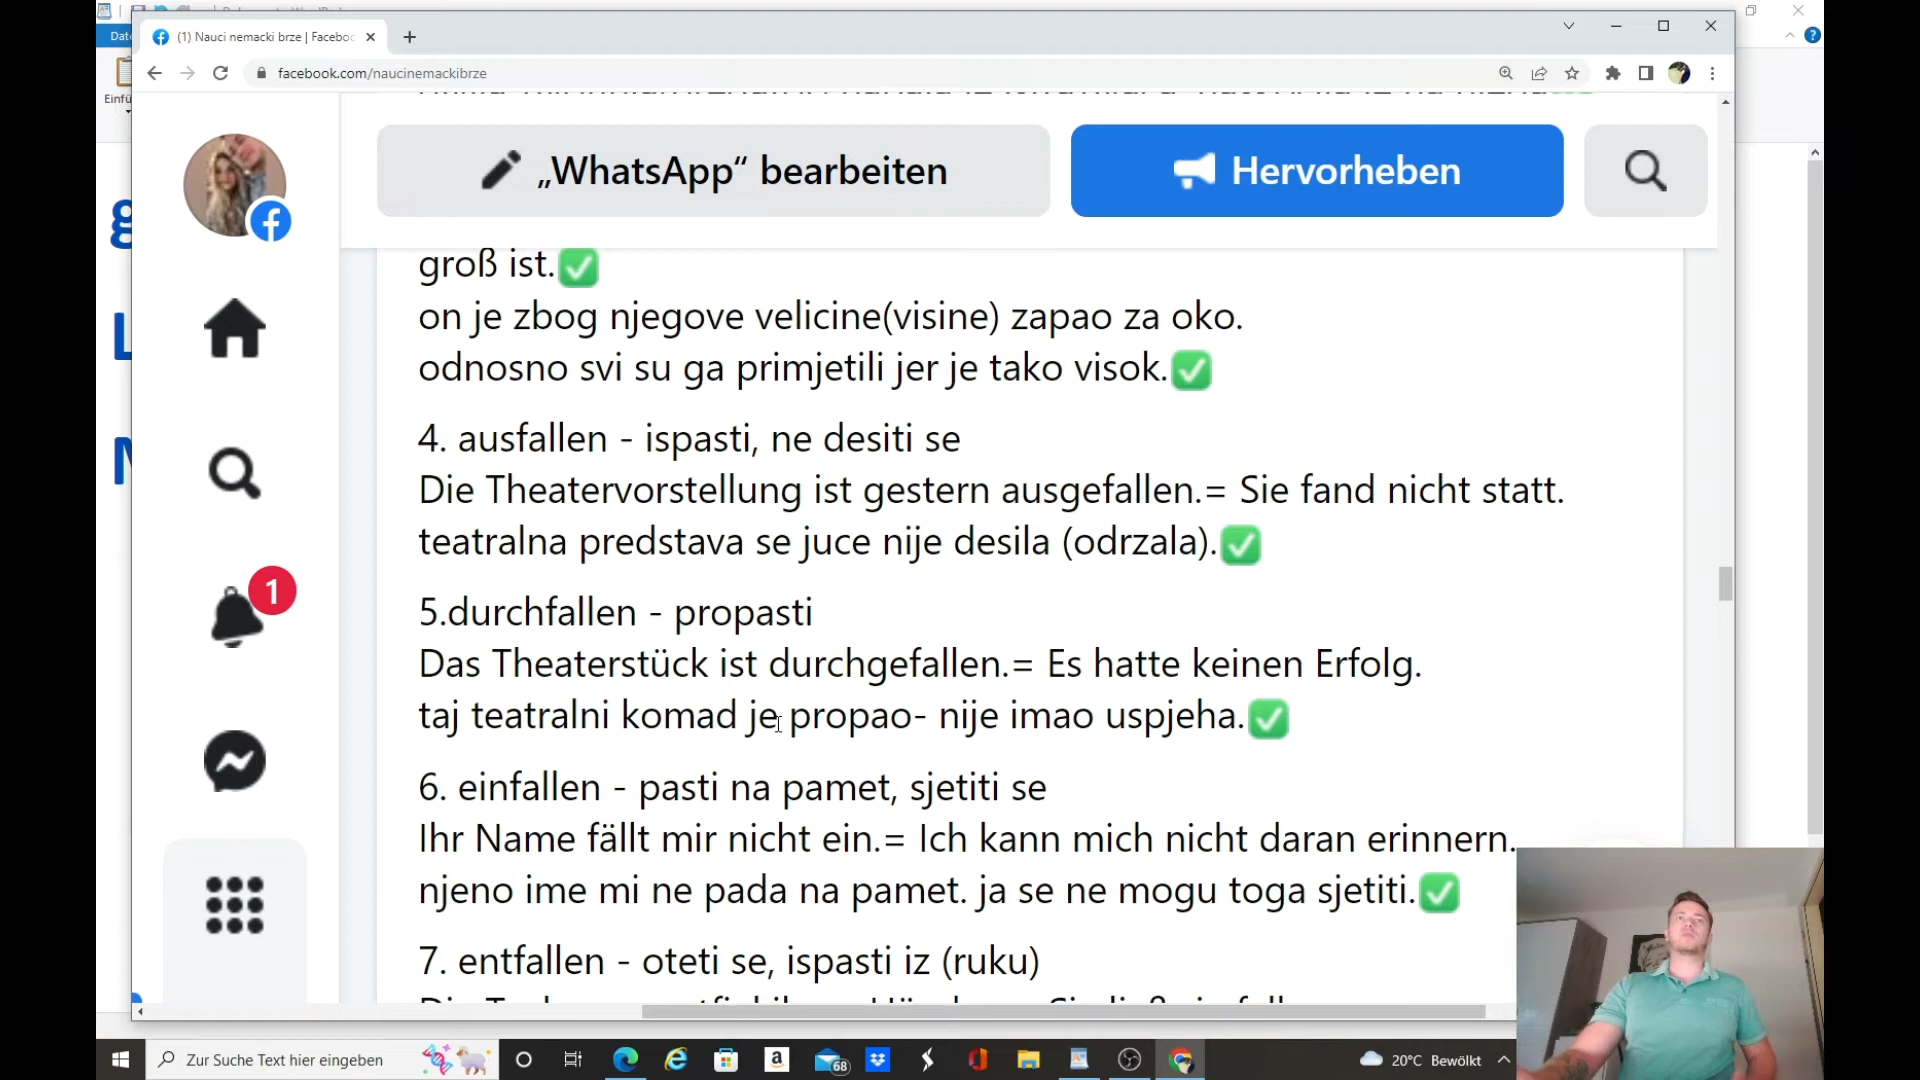 Date
(1) Nauci nemacki brze | Faceboo
facebook.com/naucinemackibrze
Einfü
„WhatsApp“ bearbeiten
Hervorheben
g
L
groß ist.✅
on je zbog njegove velicine(visine) zapao za oko.
odnosno svi su ga primjetili jer je tako visok.✅
4. ausfallen - ispasti, ne desiti se
Die Theatervorstellung ist gestern ausgefallen.= Sie fand nicht statt.
teatralna predstava se juce nije desila (odrzala).✅
1
5.durchfallen - propasti
Das Theaterstück ist durchgefallen.= Es hatte keinen Erfolg.
taj teatralni komad je propao- nije imao uspjeha.✅
6. einfallen - pasti na pamet, sjetiti se
Ihr Name fällt mir nicht ein.= Ich kann mich nicht daran erinnern.
njeno ime mi ne pada na pamet. ja se ne mogu toga sjetiti.✅
7. entfallen - oteti se, ispasti iz (ruku)
Zur Suche Text hier eingeben
68
20°C Bewölkt